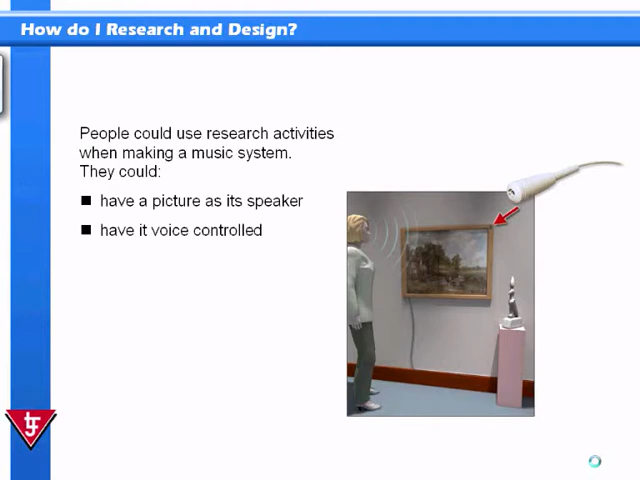 How do I Research and Design?
People could use research activities
when making a music system.
They could:
have a picture as its speaker
have it voice controlled